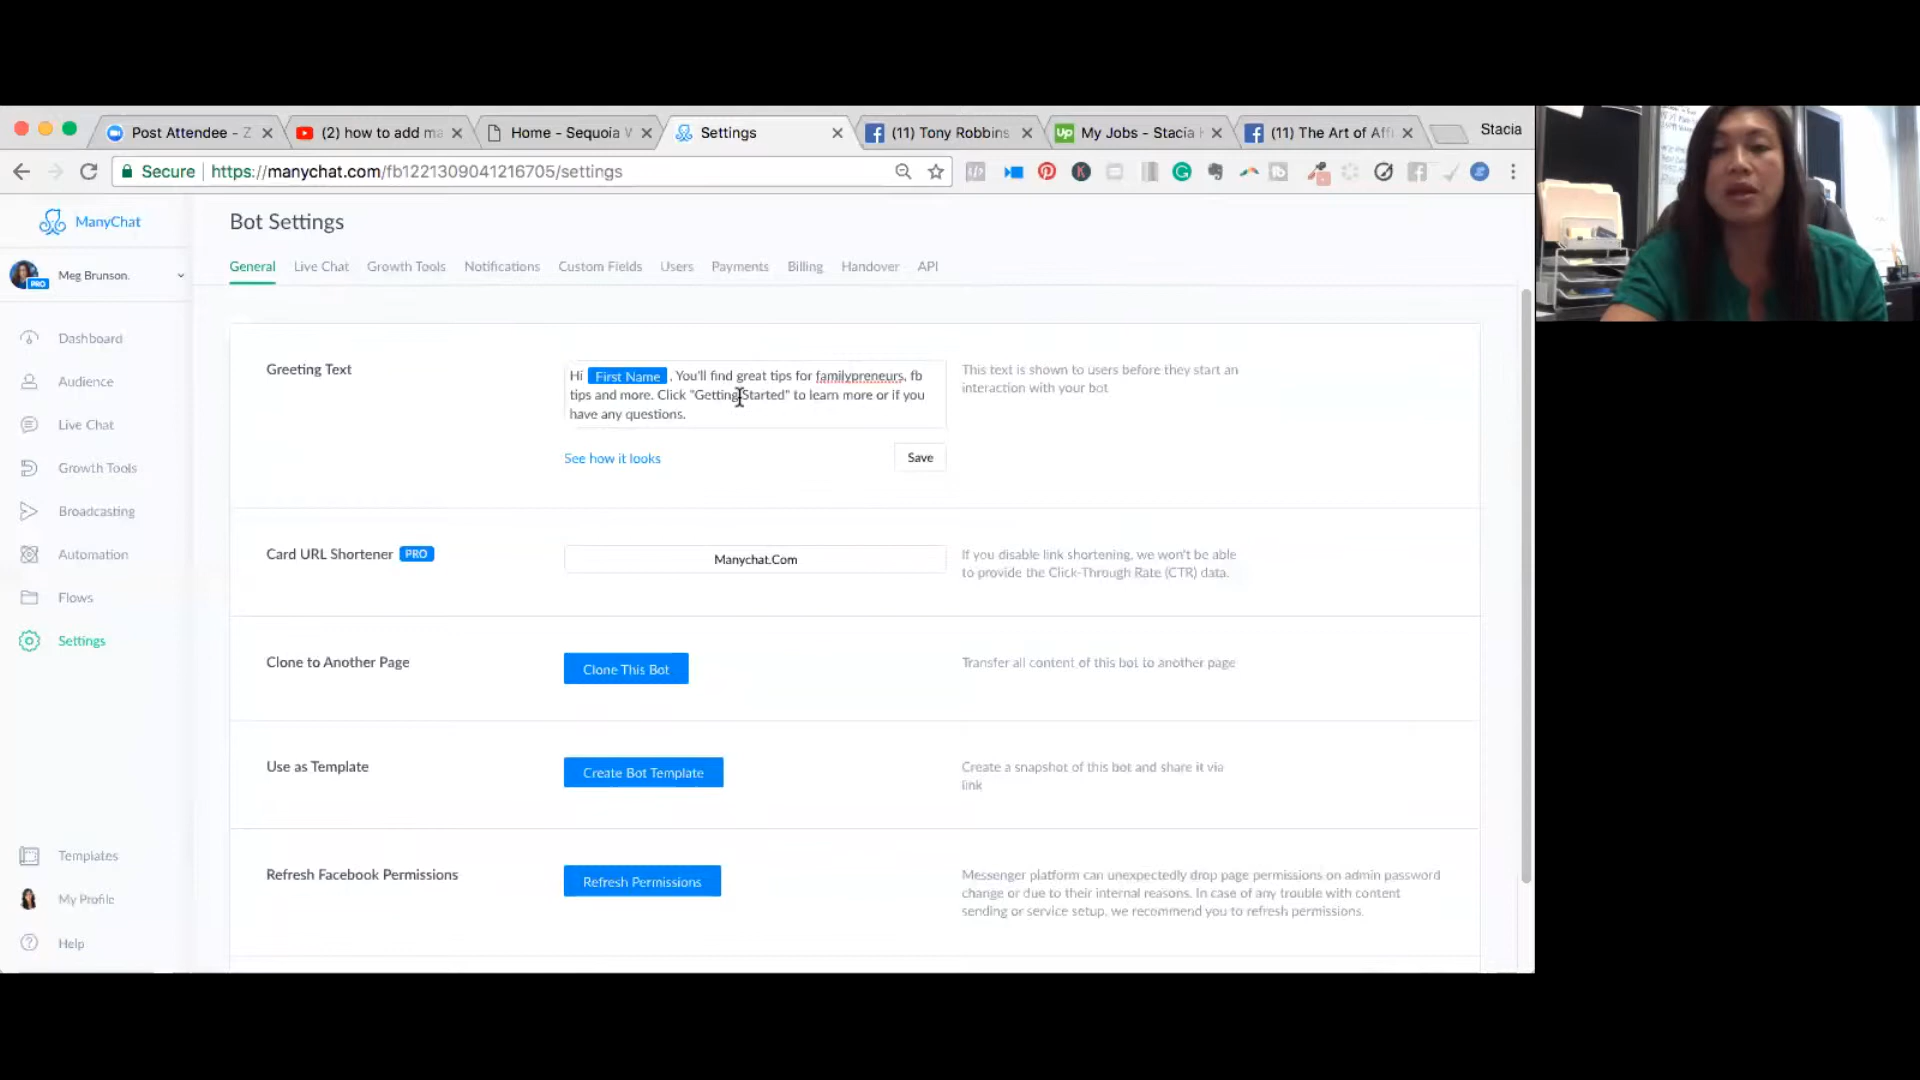 Post Attendee - Z
(2) how to add ma
Home - Sequoia V
Settings
(11) Tony Robbins
My Jobs - Stacia
(11) The Art of Aff
Stacia
Secure
https://manychat.com/fb1221309041216705/settings
ManyChat
Meg Brunson.
PRO
Dashboard
Audience
Live Chat
Growth Tools
Broadcasting
Automation
Flows
Settings
Templates
My Profile
Help
Bot Settings
General Live Chat Growth Tools Notifications Custom Fields Users Payments Billing Handover API
Greeting Text
Hi First Name , You'll find great tips for familypreneurs, fb
tips and more. Click "Getting Started" to learn more or if you
have any questions.
This text is shown to users before they start an
interaction with your bot
See how it looks
Save
Card URL Shortener PRO
Manychat.Com
If you disable link shortening, we won't be able
to provide the Click-Through Rate (CTR) data.
Clone to Another Page
Clone This Bot
Transfer all content of this bot to another page
Use as Template
Create Bot Template
Create a snapshot of this bot and share it via
link
Refresh Facebook Permissions
Refresh Permissions
Messenger platform can unexpectedly drop page permissions on admin password
change or due to their internal reasons. In case of any trouble with content
sending or service setup, we recommend you to refresh permissions.